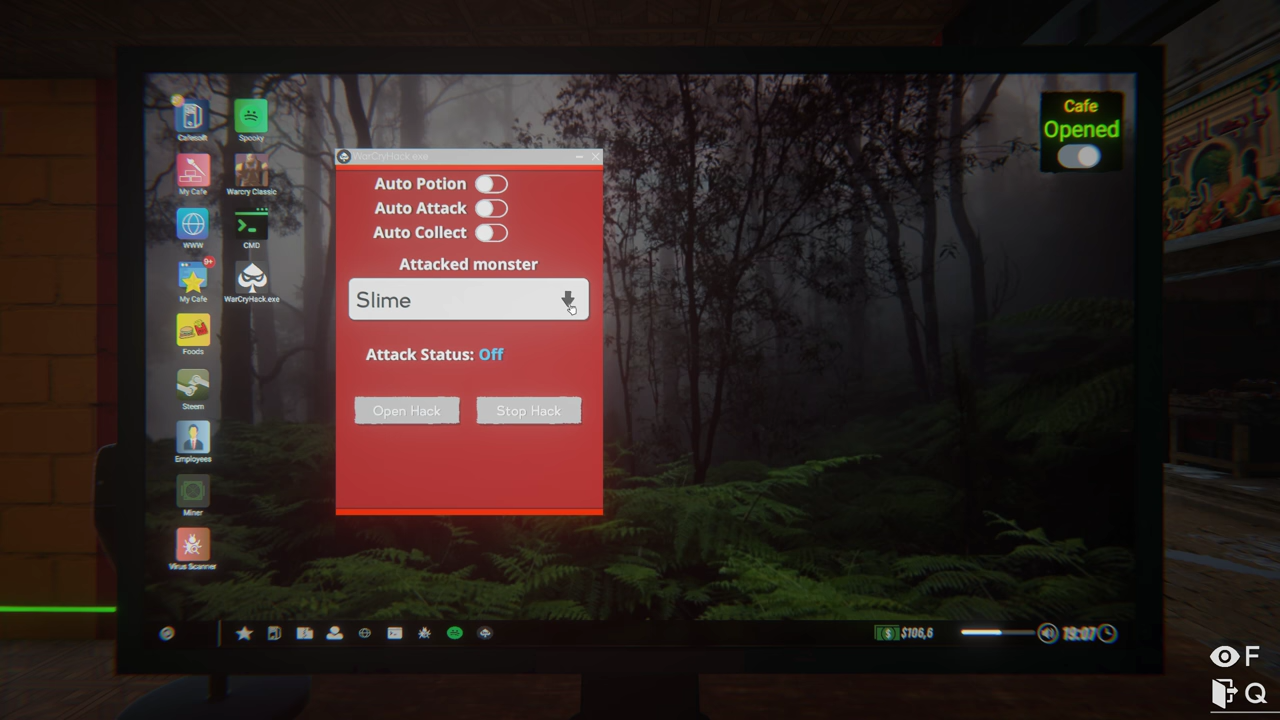 Cafesoft
Spooky
My Cafe
Warcry Classic
WWW
CMD
My Cafe
9+
WarCryHack.exe
Foods
Steem
Employees
Miner
Virus Scanner
WarCryHack.exe
Auto Potion
Auto Attack
Auto Collect
Attacked monster
Slime
Attack Status: Off
Open Hack
Stop Hack
Cafe
Opened
$106,6
19:07
F
Q